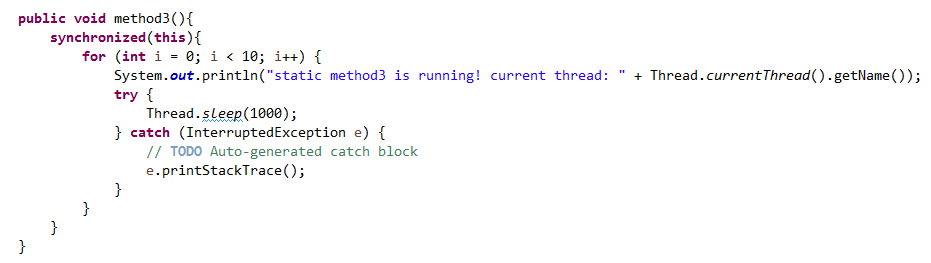 public void method3(){
    synchronized(this){
        for (int i = 0; i < 10; i++) {
            System.out.println("static method3 is running! current thread: " + Thread.currentThread().getName());
            try {
                Thread.sleep(1000);
            } catch (InterruptedException e) {
                // TODO Auto-generated catch block
                e.printStackTrace();
            }
        }
    }
}